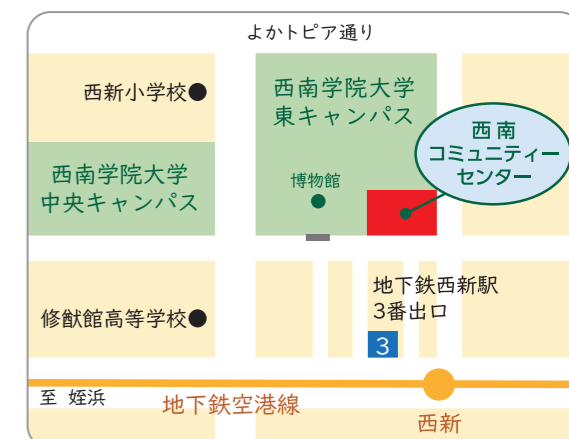 よかトピア通り
西新小学校
西南学院大学
東キャンパス
西南
コミュニティー
センター
西南学院大学
中央キャンパス
博物館
地下鉄西新駅
3番出口
修猷館高等学校
3
至 姪浜
地下鉄空港線
西新